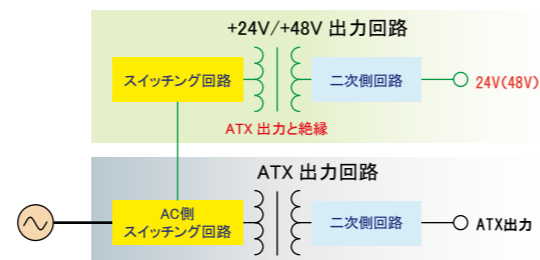 +24V/+48V 出力回路
スイッチング回路
二次側回路
24V(48V)
ATX 出力と絶縁
ATX 出力回路
AC側
スイッチング回路
二次側回路
ATX出力